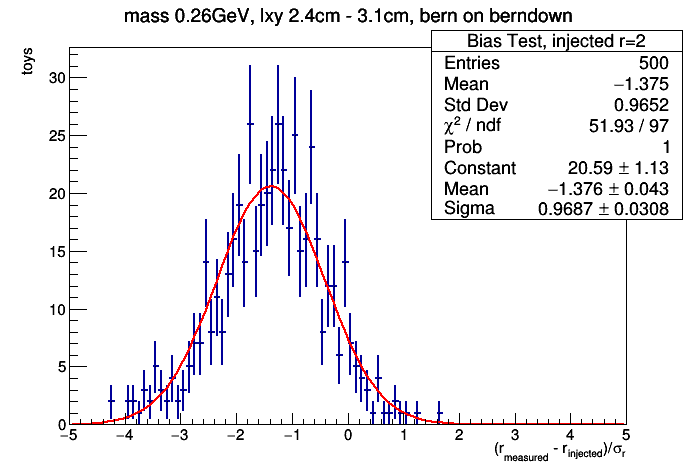 mass 0.26GeV, lxy 2.4cm - 3.1cm, bern on berndown
toys
Bias Test, injected r=2
Entries 500
Mean −1.375
Std Dev 0.9652
χ² / ndf 51.93 / 97
Prob 1
Constant 20.59 ± 1.13
Mean −1.376 ± 0.043
Sigma 0.9687 ± 0.0308
30
25
20
15
10
5
0
−5 −4 −3 −2 −1 0 1 2 3 4 5
(r_measured - r_injected)/σ_r